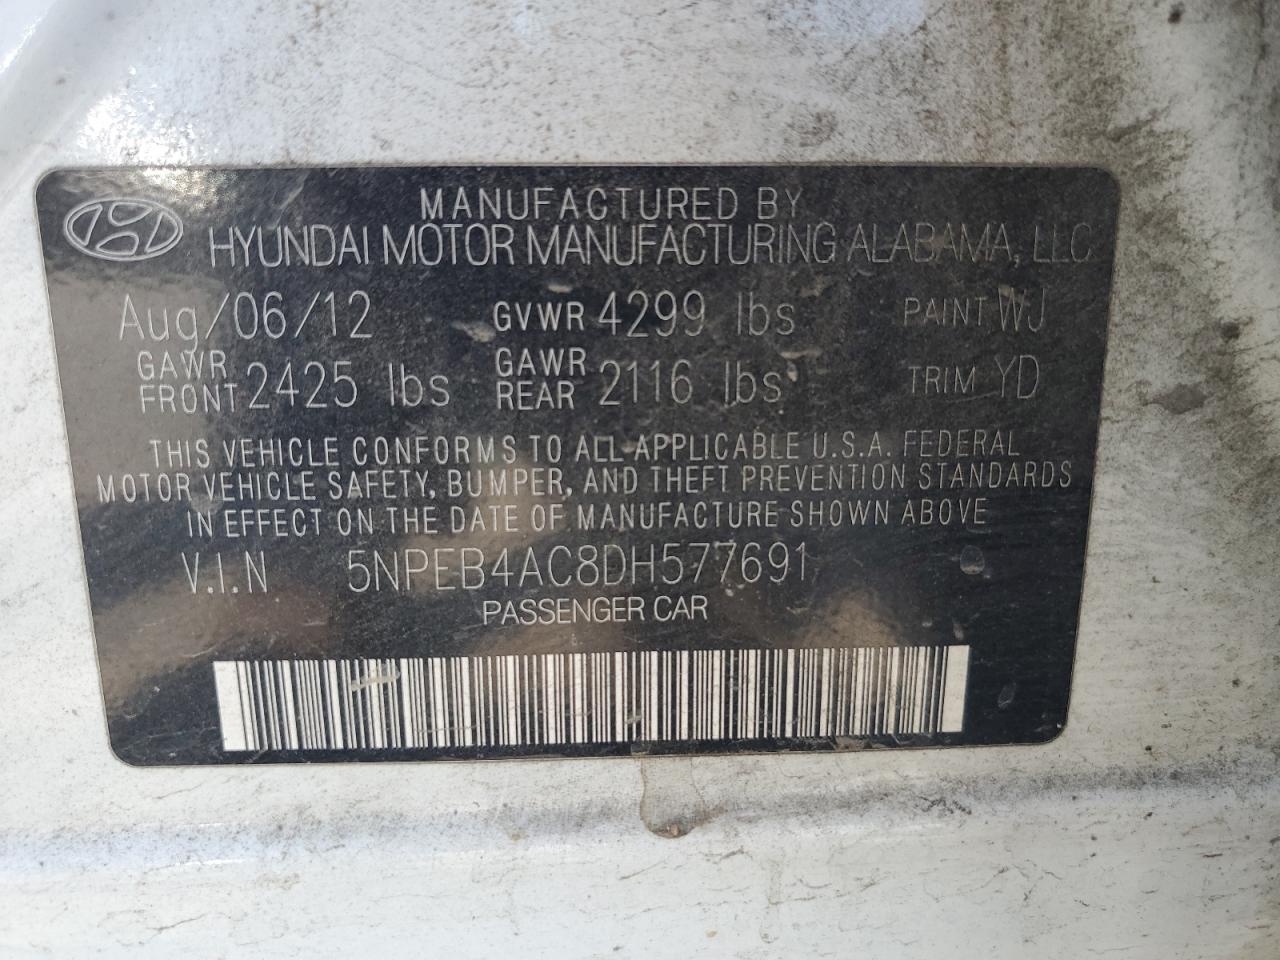 MANUFACTURED BY
HYUNDAI MOTOR MANUFACTURING ALABAMA, LLC
Aug/06/12 GVWR 4299 lbs PAINT WJ
GAWR FRONT 2425 lbs GAWR REAR 2116 lbs TRIM YD
THIS VEHICLE CONFORMS TO ALL APPLICABLE U.S.A. FEDERAL
MOTOR VEHICLE SAFETY, BUMPER, AND THEFT PREVENTION STANDARDS
IN EFFECT ON THE DATE OF MANUFACTURE SHOWN ABOVE
V.I.N 5NPEB4AC8DH577691
PASSENGER CAR